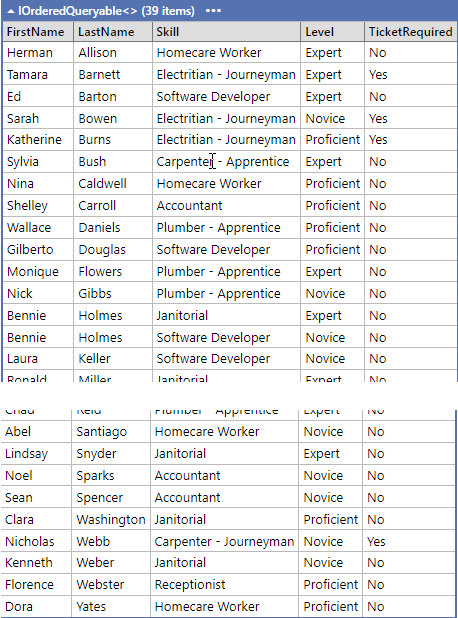 IOrderedQueryable<> (39 items) •••
FirstName LastName Skill Level TicketRequired
Herman Allison Homecare Worker Expert No
Tamara Barnett Electritian - Journeyman Expert Yes
Ed Barton Software Developer Expert No
Sarah Bowen Electritian - Journeyman Novice Yes
Katherine Burns Electritian - Journeyman Proficient Yes
Sylvia Bush Carpenter - Apprentice Expert No
Nina Caldwell Homecare Worker Proficient No
Shelley Carroll Accountant Proficient No
Wallace Daniels Plumber - Apprentice Proficient No
Gilberto Douglas Software Developer Proficient No
Monique Flowers Plumber - Apprentice Expert No
Nick Gibbs Plumber - Apprentice Novice No
Bennie Holmes Janitorial Expert No
Bennie Holmes Software Developer Novice No
Laura Keller Software Developer Novice No
Ronald Miller Janitorial Expert No
Chad Reid Plumber - Apprentice Expert No
Abel Santiago Homecare Worker Novice No
Lindsay Snyder Janitorial Expert No
Noel Sparks Accountant Novice No
Sean Spencer Accountant Novice No
Clara Washington Janitorial Proficient No
Nicholas Webb Carpenter - Journeyman Novice Yes
Kenneth Weber Janitorial Novice No
Florence Webster Receptionist Proficient No
Dora Yates Homecare Worker Proficient No